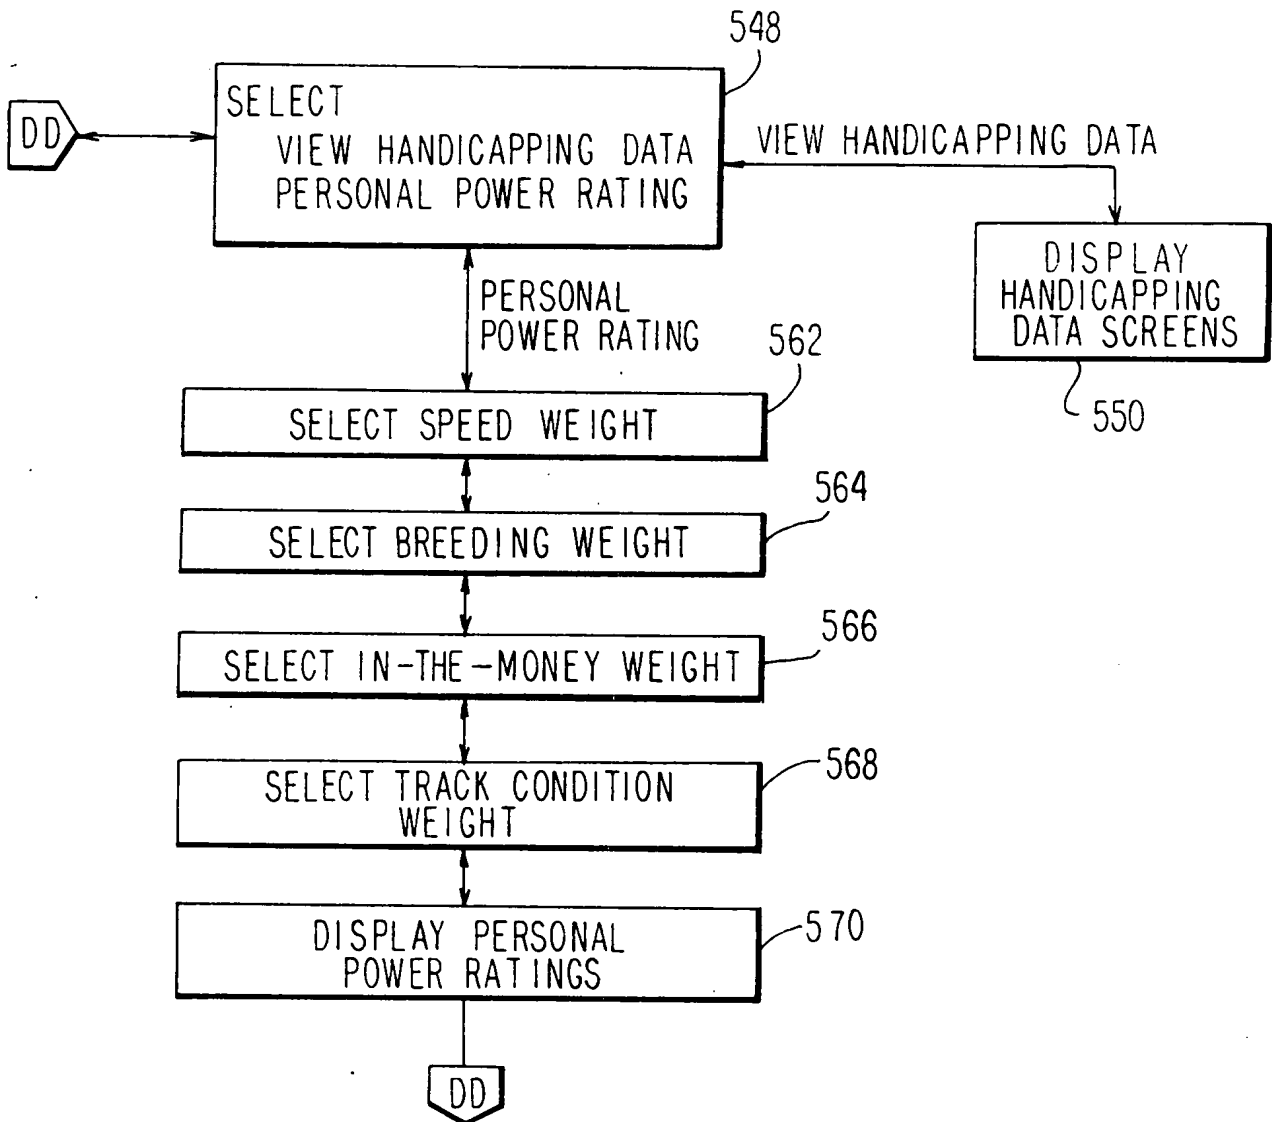 548
DD
SELECT
VIEW HANDICAPPING DATA
PERSONAL POWER RATING
VIEW HANDICAPPING DATA
DISPLAY
HANDICAPPING
DATA SCREENS
550
PERSONAL
POWER RATING
562
SELECT SPEED WEIGHT
564
SELECT BREEDING WEIGHT
566
SELECT IN-THE-MONEY WEIGHT
568
SELECT TRACK CONDITION
WEIGHT
570
DISPLAY PERSONAL
POWER RATINGS
DD